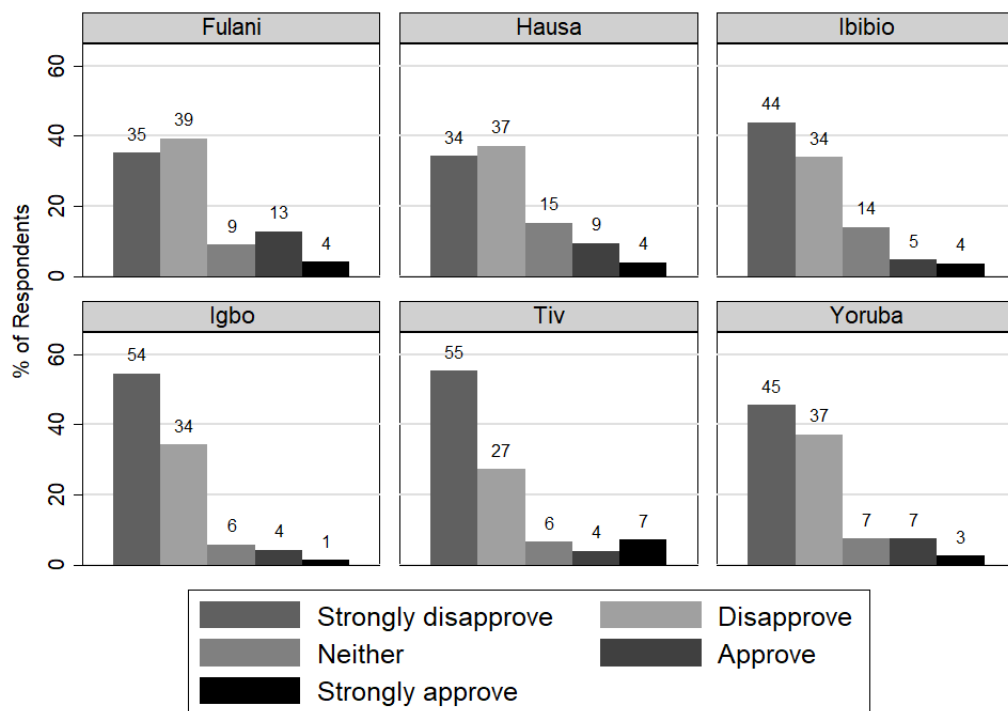 Fulani Hausa Ibibio
60
40
20
0
35 39 9 13 4
34 37 15 9 4
44 34 14 5 4
Igbo Tiv Yoruba
60
40
20
0
54 34 6 4 1
55 27 6 4 7
45 37 7 7 3
% of Respondents
Strongly disapprove Disapprove
Neither Approve
Strongly approve